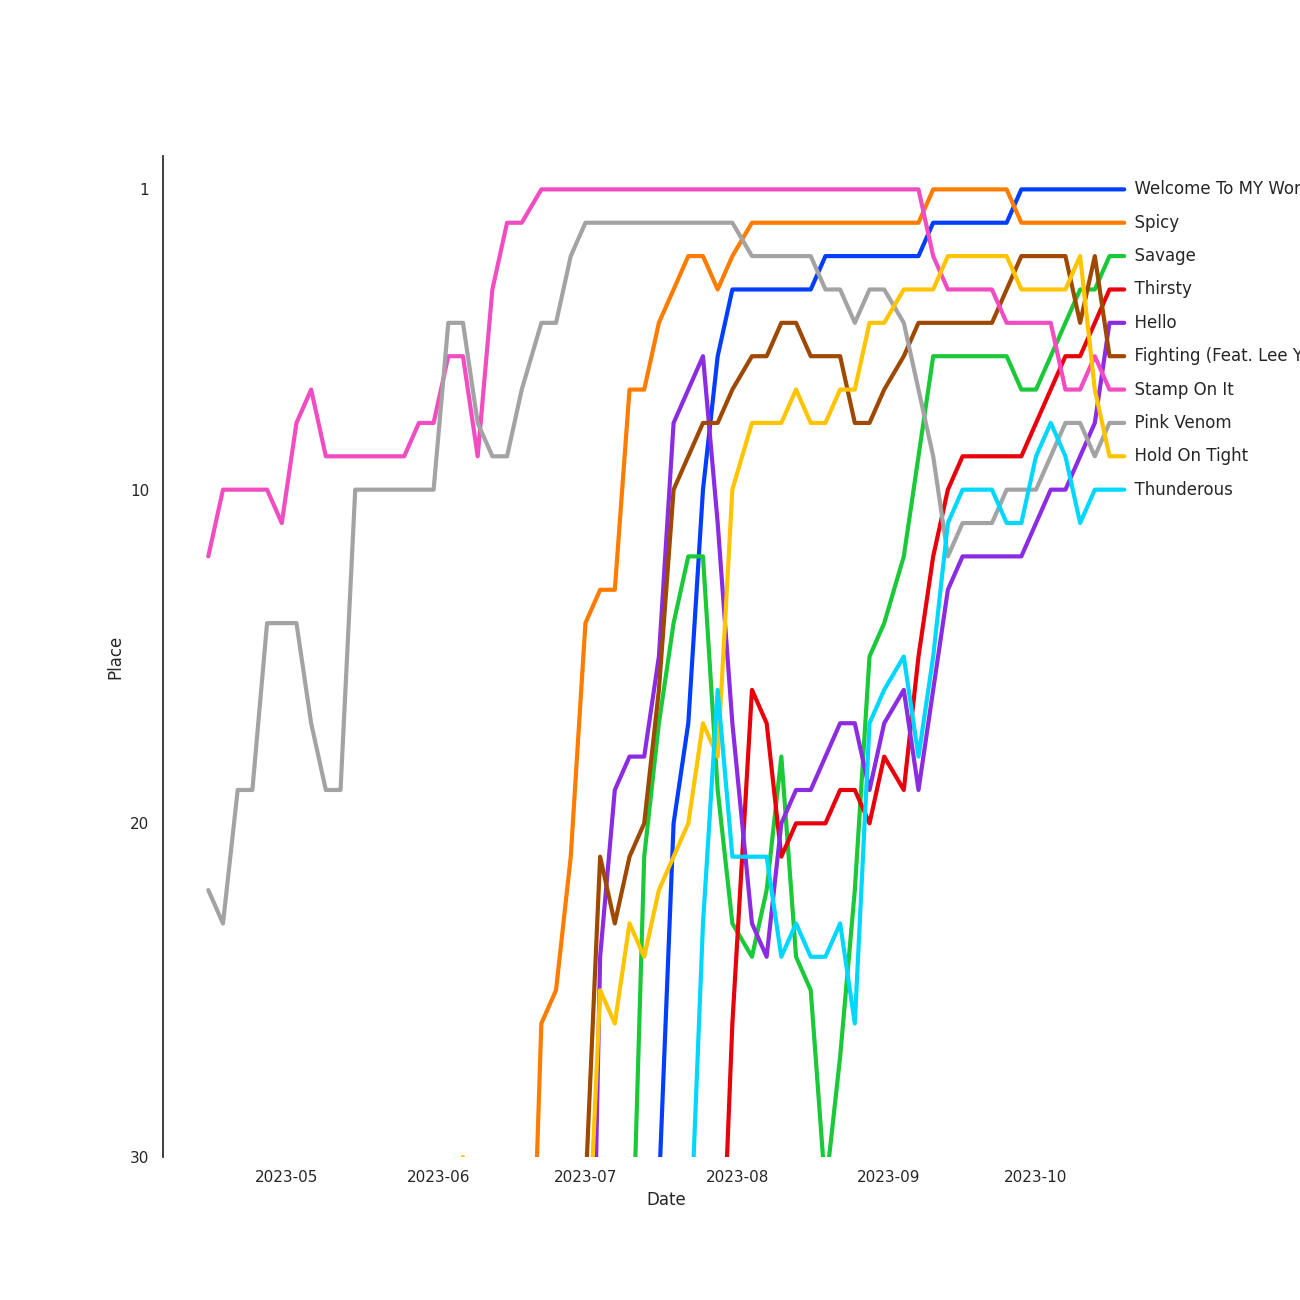 1
10
20
30
Place
2023-05 2023-06 2023-07 2023-08 2023-09 2023-10
Date
Welcome To MY
Spicy
Savage
Thirsty
Hello
Fighting (Feat. Lee
Stamp On It
Pink Venom
Hold On Tight
Thunderous